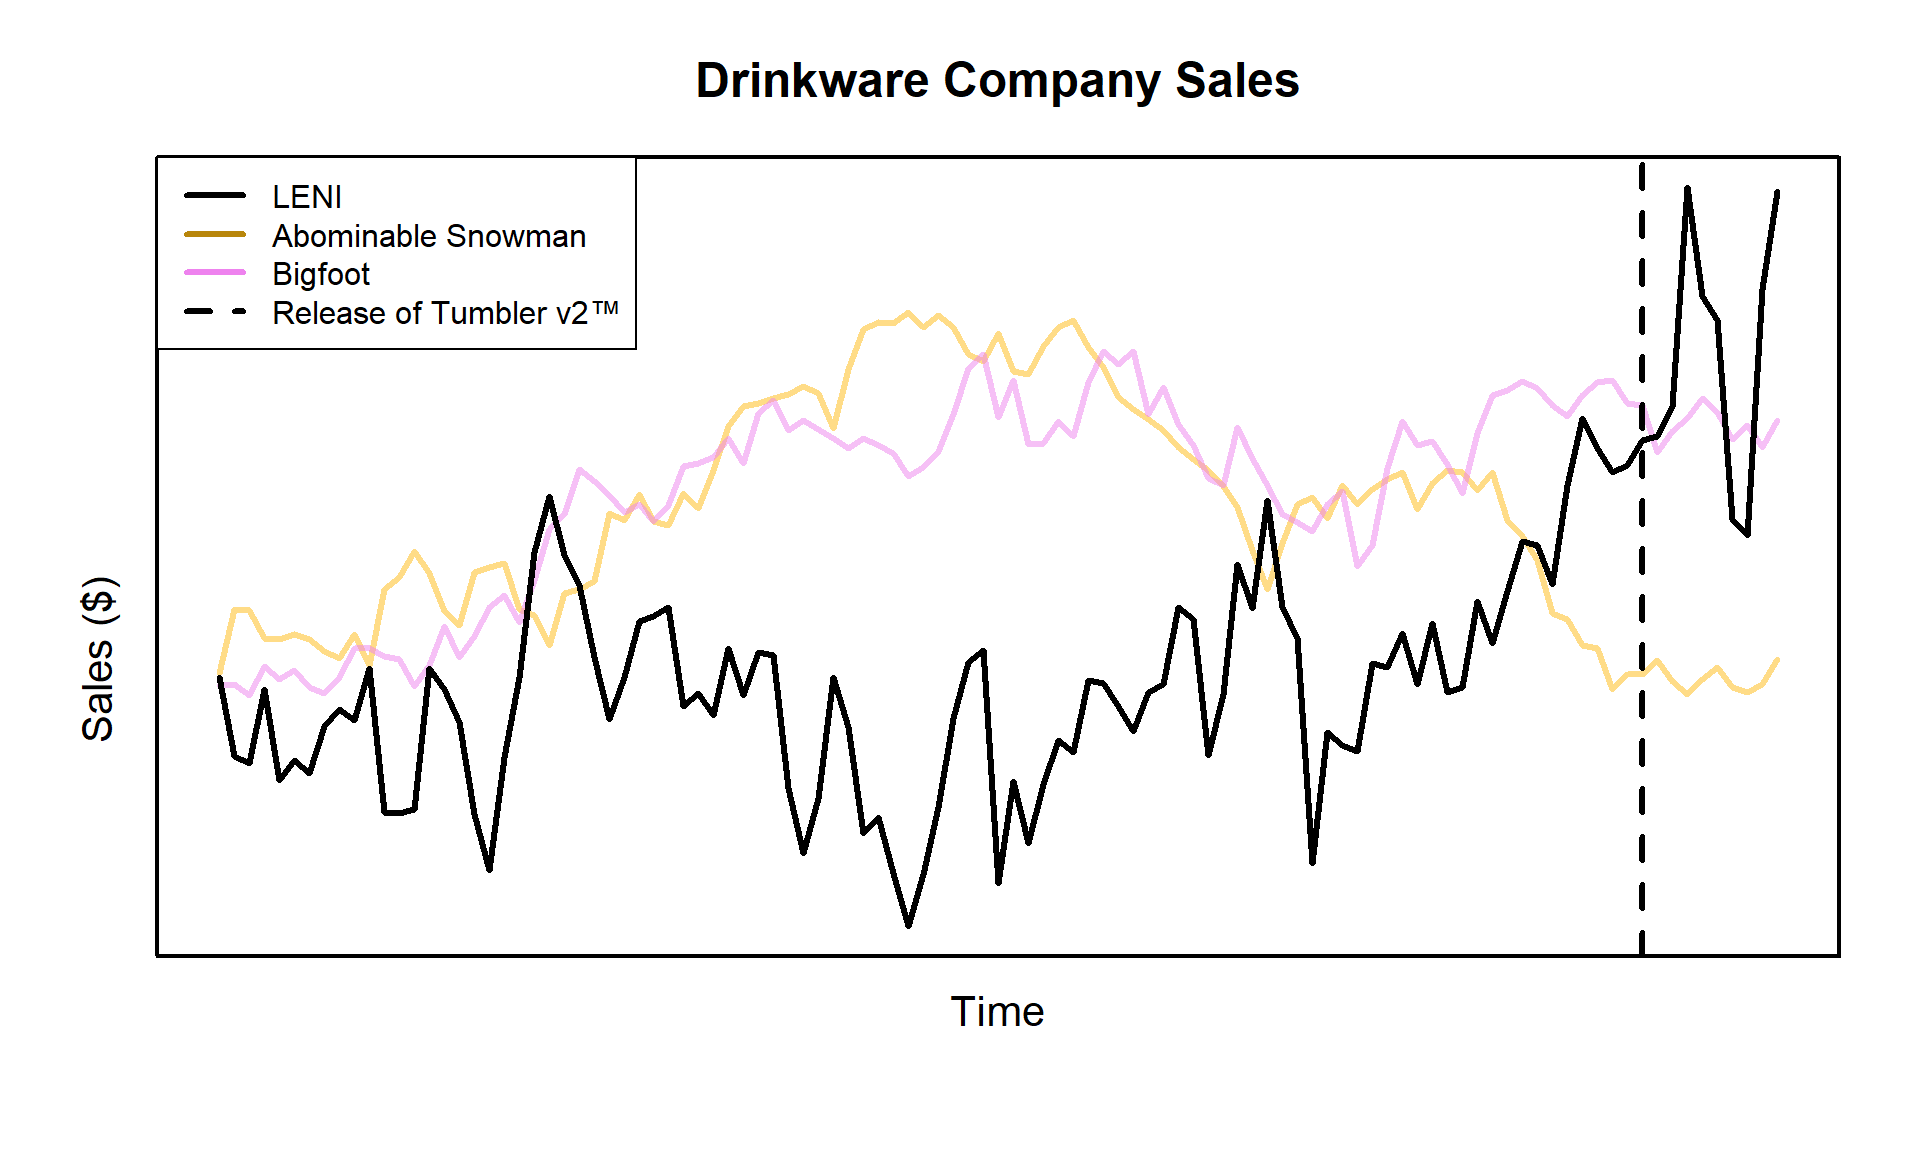 Drinkware Company Sales
LENI
Abominable Snowman
Bigfoot
Release of Tumbler v2™
Sales ($)
Time